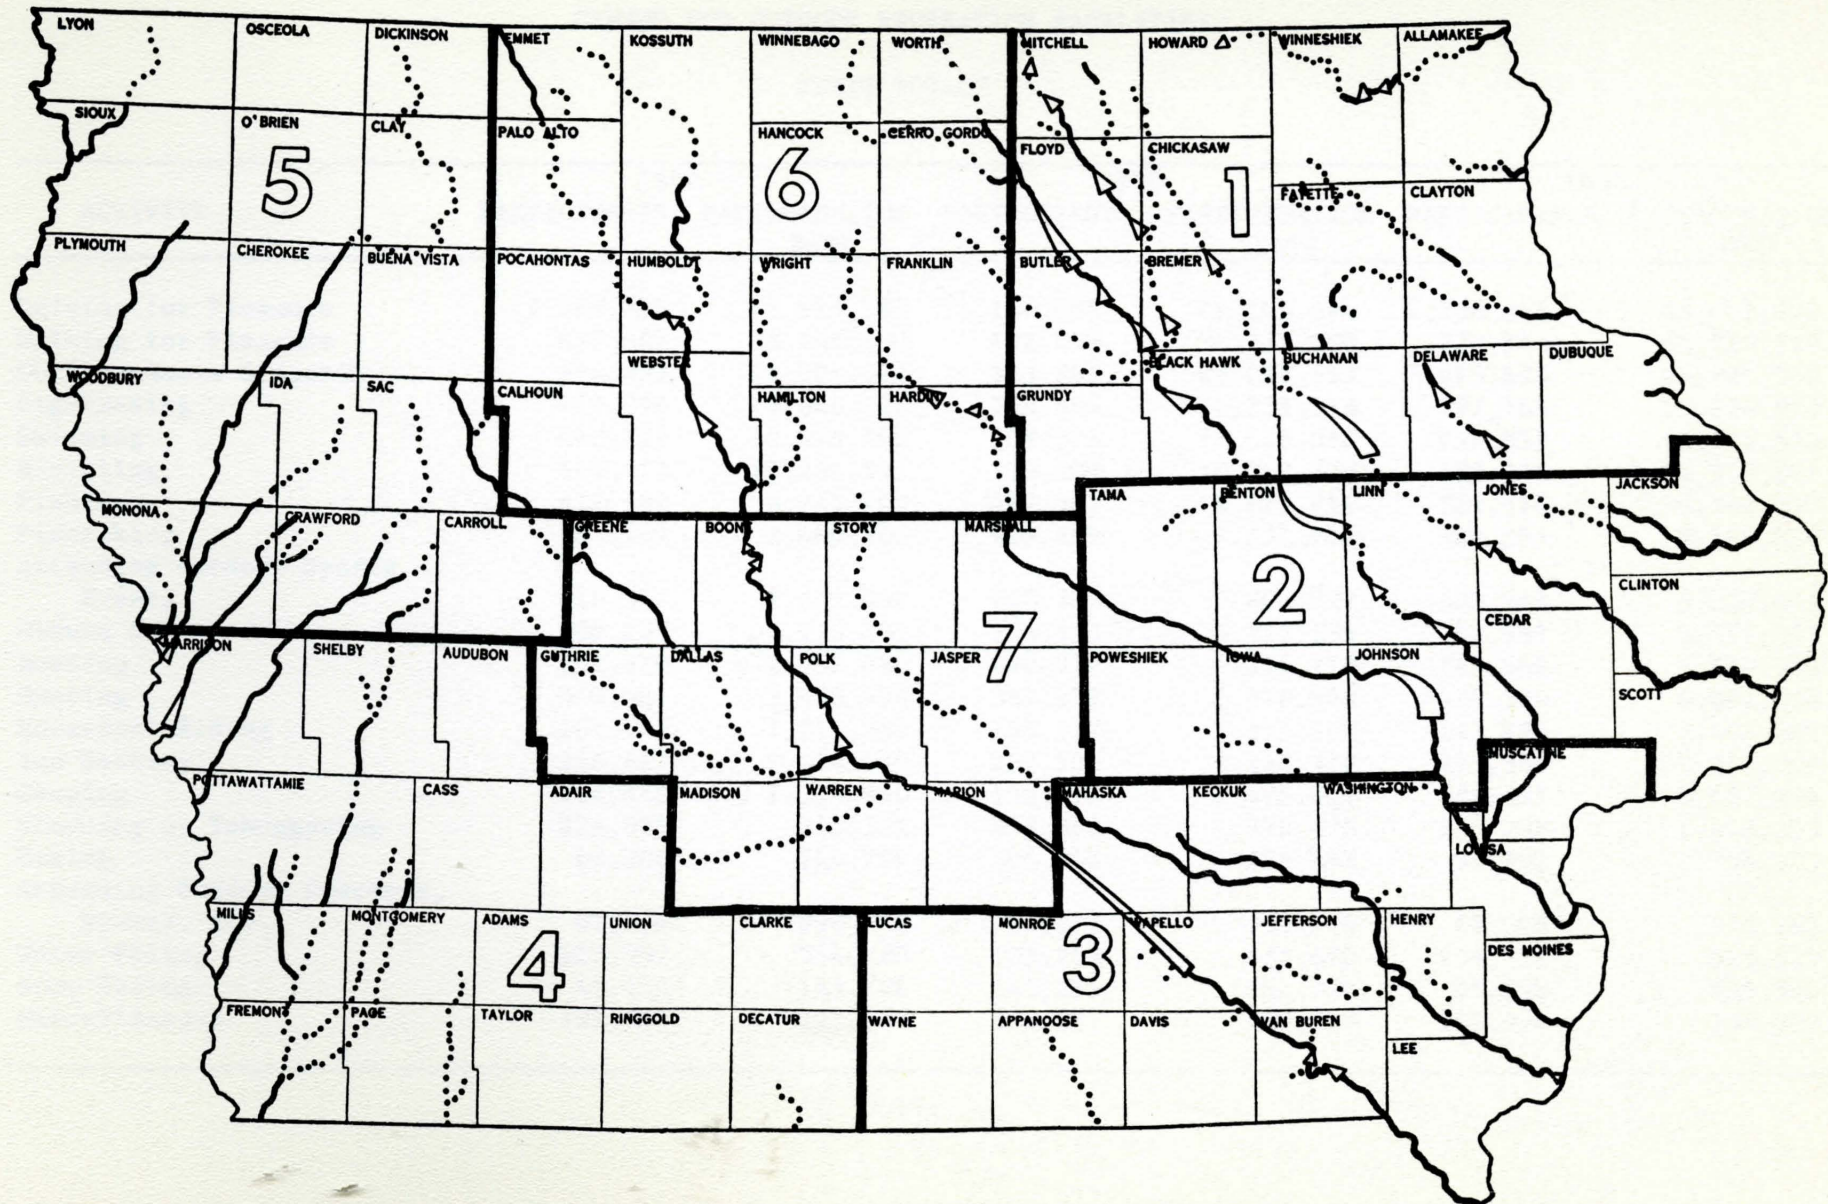 LYON
OSCEOLA
DICKINSON
EMMET
KOSSUTH
WINNEBAGO
WORTH
MITCHELL
HOWARD
WINNESHIEK
ALLAMAKEE
SIOUX
O'BRIEN
CLAY
PALO ALTO
HANCOCK
CERRO GORDO
FLOYD
CHICKASAW
5
6
1
FAYETTE
CLAYTON
PLYMOUTH
CHEROKEE
BUENA VISTA
POCAHONTAS
HUMBOLDT
WRIGHT
FRANKLIN
BUTLER
BREMER
WOODBURY
IDA
SAC
CALHOUN
WEBSTER
HAMILTON
HARDIN
GRUNDY
BLACK HAWK
BUCHANAN
DELAWARE
DUBUQUE
MONONA
CRAWFORD
CARROLL
GREENE
BOONE
STORY
MARSHALL
TAMA
BENTON
LINN
JONES
JACKSON
2
CLINTON
CEDAR
HARRISON
SHELBY
AUDUBON
GUTHRIE
DALLAS
POLK
JASPER
7
POWESHIEK
IOWA
JOHNSON
SCOTT
MUSCATINE
POTTAWATTAMIE
CASS
ADAIR
MADISON
WARREN
MARION
MAHASKA
KEOKUK
WASHINGTON
LOUISA
MILLS
MONTGOMERY
ADAMS
UNION
CLARKE
LUCAS
MONROE
WAPELLO
JEFFERSON
HENRY
DES MOINES
4
3
FREMONT
PAGE
TAYLOR
RINGGOLD
DECATUR
WAYNE
APPANOOSE
DAVIS
VAN BUREN
LEE